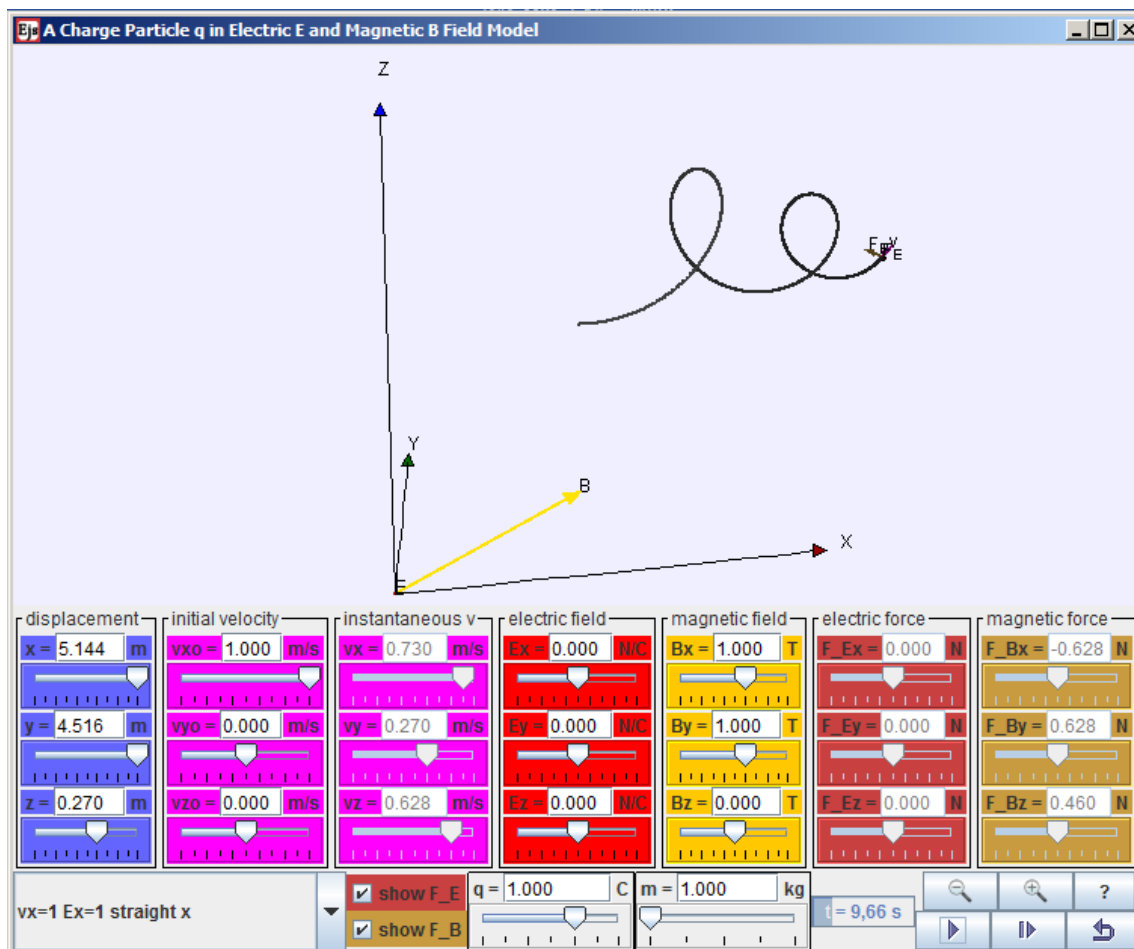 Ejs A Charge Particle q in Electric E and Magnetic B Field Model
Z
F V
E
Y
B
X
E
displacement initial velocity instantaneous v electric field magnetic field electric force magnetic force
x = 5.144 m vxo = 1.000 m/s vx = 0.730 m/s Ex = 0.000 N/C Bx = 1.000 T F_Ex = 0.000 N F_Bx = -0.628 N
y = 4.516 m vyo = 0.000 m/s vy = 0.270 m/s Ey = 0.000 N/C By = 1.000 T F_Ey = 0.000 N F_By = 0.628 N
z = 0.270 m vzo = 0.000 m/s vz = 0.628 m/s Ez = 0.000 N/C Bz = 0.000 T F_Ez = 0.000 N F_Bz = 0.460 N
vx=1 Ex=1 straight x
show F_E
show F_B
q = 1.000 C m = 1.000 kg
t = 9,66 s
?